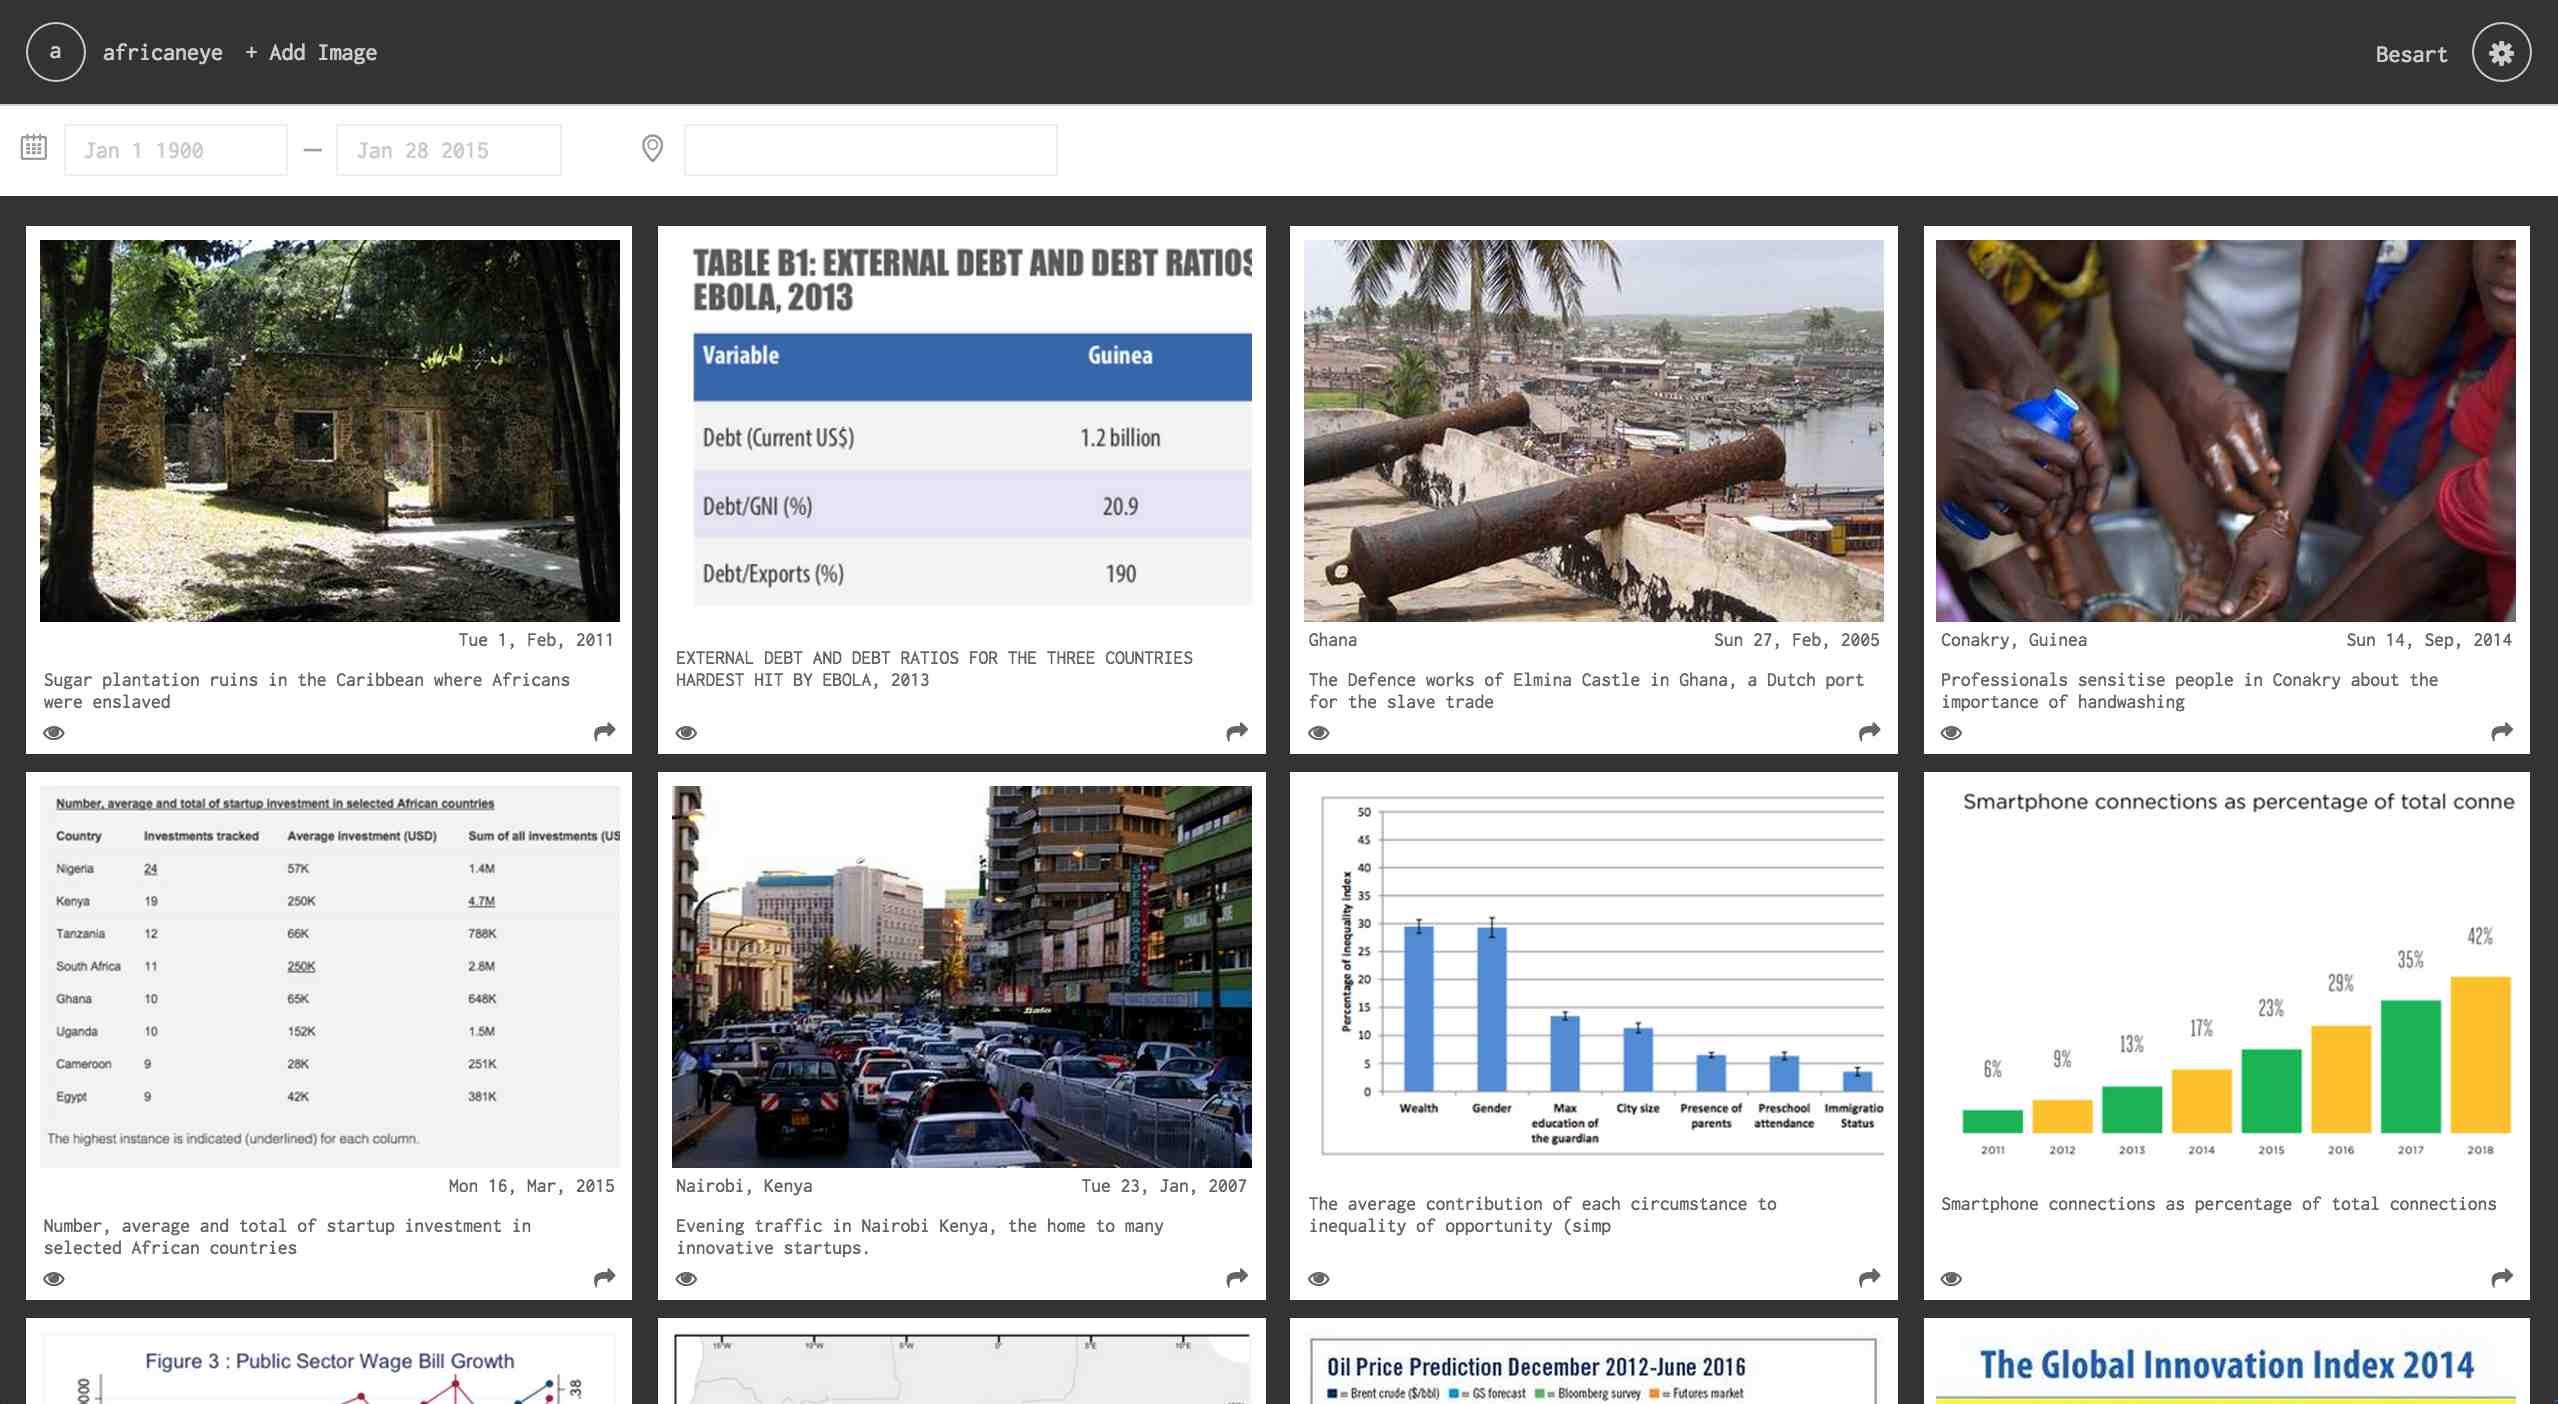 a africaneye + Add Image Besart
Jan 1 1900 — Jan 28 2015
Tue 1, Feb, 2011
Sugar plantation ruins in the Caribbean where Africans
were enslaved
TABLE B1: EXTERNAL DEBT AND DEBT RATIOS
EBOLA, 2013
Variable Guinea
Debt (Current US$) 1.2 billion
Debt/GNI (%) 20.9
Debt/Exports (%) 190
EXTERNAL DEBT AND DEBT RATIOS FOR THE THREE COUNTRIES
HARDEST HIT BY EBOLA, 2013
Ghana Sun 27, Feb, 2005
The Defence works of Elmina Castle in Ghana, a Dutch port
for the slave trade
Conakry, Guinea Sun 14, Sep, 2014
Professionals sensitise people in Conakry about the
importance of handwashing
Number, average and total of startup investment in selected African countries
Country Investments tracked Average investment (USD) Sum of all investments (US
Nigeria 24 57K 1.4M
Kenya 19 250K 4.7M
Tanzania 12 66K 788K
South Africa 11 250K 2.8M
Ghana 10 65K 648K
Uganda 10 152K 1.5M
Cameroon 9 28K 251K
Egypt 9 42K 381K
The highest instance is indicated (underlined) for each column.
Mon 16, Mar, 2015
Number, average and total of startup investment in
selected African countries
Bata
Nairobi, Kenya Tue 23, Jan, 2007
Evening traffic in Nairobi Kenya, the home to many
innovative startups.
Percentage of inequality index
50
45
40
35
30
25
20
15
10
5
0
Wealth Gender Max City size Presence of Preschool Immigratio
education of parents attendance Status
the guardian
The average contribution of each circumstance to
inequality of opportunity (simp
Smartphone connections as percentage of total conne
6% 9% 13% 17% 23% 29% 35% 42%
2011 2012 2013 2014 2015 2016 2017 2018
Smartphone connections as percentage of total connections
Figure 3 : Public Sector Wage Bill Growth
.38
15°W 10°W 5°W 0° 5°E 10°E
Oil Price Prediction December 2012-June 2016
= Brent crude ($/bbl) = GS forecast = Bloomberg survey = Futures market
The Global Innovation Index 2014